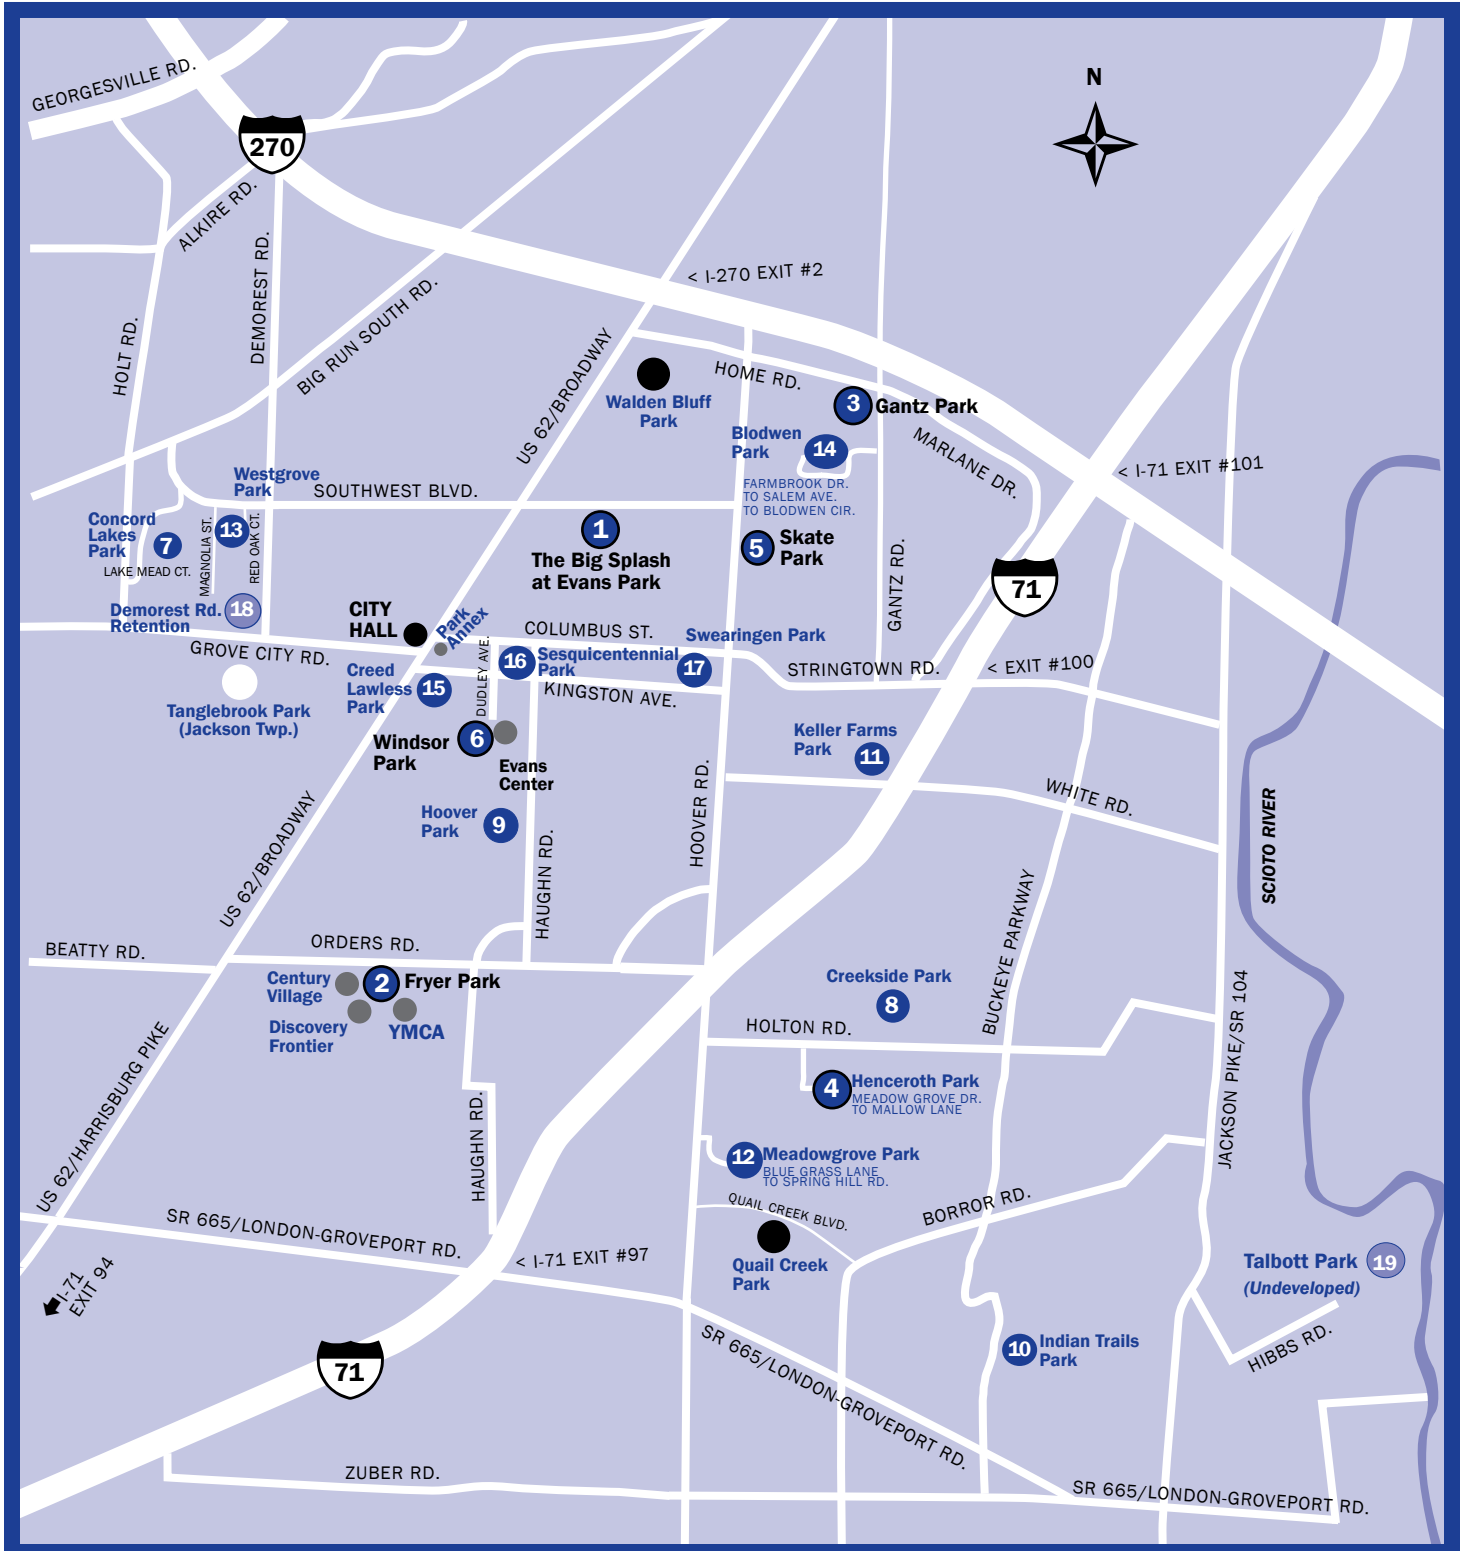 GEORGESVILLE RD.
N
270
ALKIRE RD.
DEMOREST RD.
< I-270 EXIT #2
BIG RUN SOUTH RD.
HOLT RD.
US 62/BROADWAY
HOME RD.
Walden Bluff
Park
3
Gantz Park
Blodwen
Park
14
MARLANE DR.
< I-71 EXIT #101
FARMBROOK DR.
TO SALEM AVE.
TO BLODWEN CIR.
Westgrove
Park
SOUTHWEST BLVD.
Concord
Lakes
Park
7
13
MAGNOLIA ST.
RED OAK CT.
LAKE MEAD CT.
1
The Big Splash
at Evans Park
5
Skate
Park
GANTZ RD.
71
Demorest Rd.
Retention
18
CITY
HALL
Park
Annex
GROVE CITY RD.
COLUMBUS ST.
Swearingen Park
DUDLEY AVE.
16
Sesquicentennial
Park
17
STRINGTOWN RD.
< EXIT #100
Creed
Lawless
Park
15
KINGSTON AVE.
Tanglebrook Park
(Jackson Twp.)
Windsor
Park
6
Evans
Center
Keller Farms
Park
11
HOOVER RD.
WHITE RD.
SCIOTO RIVER
US 62/BROADWAY
Hoover
Park
9
HAUGHN RD.
BUCKEYE PARKWAY
BEATTY RD.
ORDERS RD.
Century
Village
2
Fryer Park
Discovery
Frontier
YMCA
Creekside Park
8
HOLTON RD.
JACKSON PIKE/SR 104
US 62/HARRISBURG PIKE
4
Henceroth Park
MEADOW GROVE DR.
TO MALLOW LANE
HAUGHN RD.
12
Meadowgrove Park
BLUE GRASS LANE
TO SPRING HILL RD.
QUAIL CREEK BLVD.
BORROR RD.
SR 665/LONDON-GROVEPORT RD.
< I-71 EXIT #97
Quail Creek
Park
Talbott Park
19
(Undeveloped)
I-71
EXIT 94
71
SR 665/LONDON-GROVEPORT RD.
10
Indian Trails
Park
HIBBS RD.
ZUBER RD.
SR 665/LONDON-GROVEPORT RD.